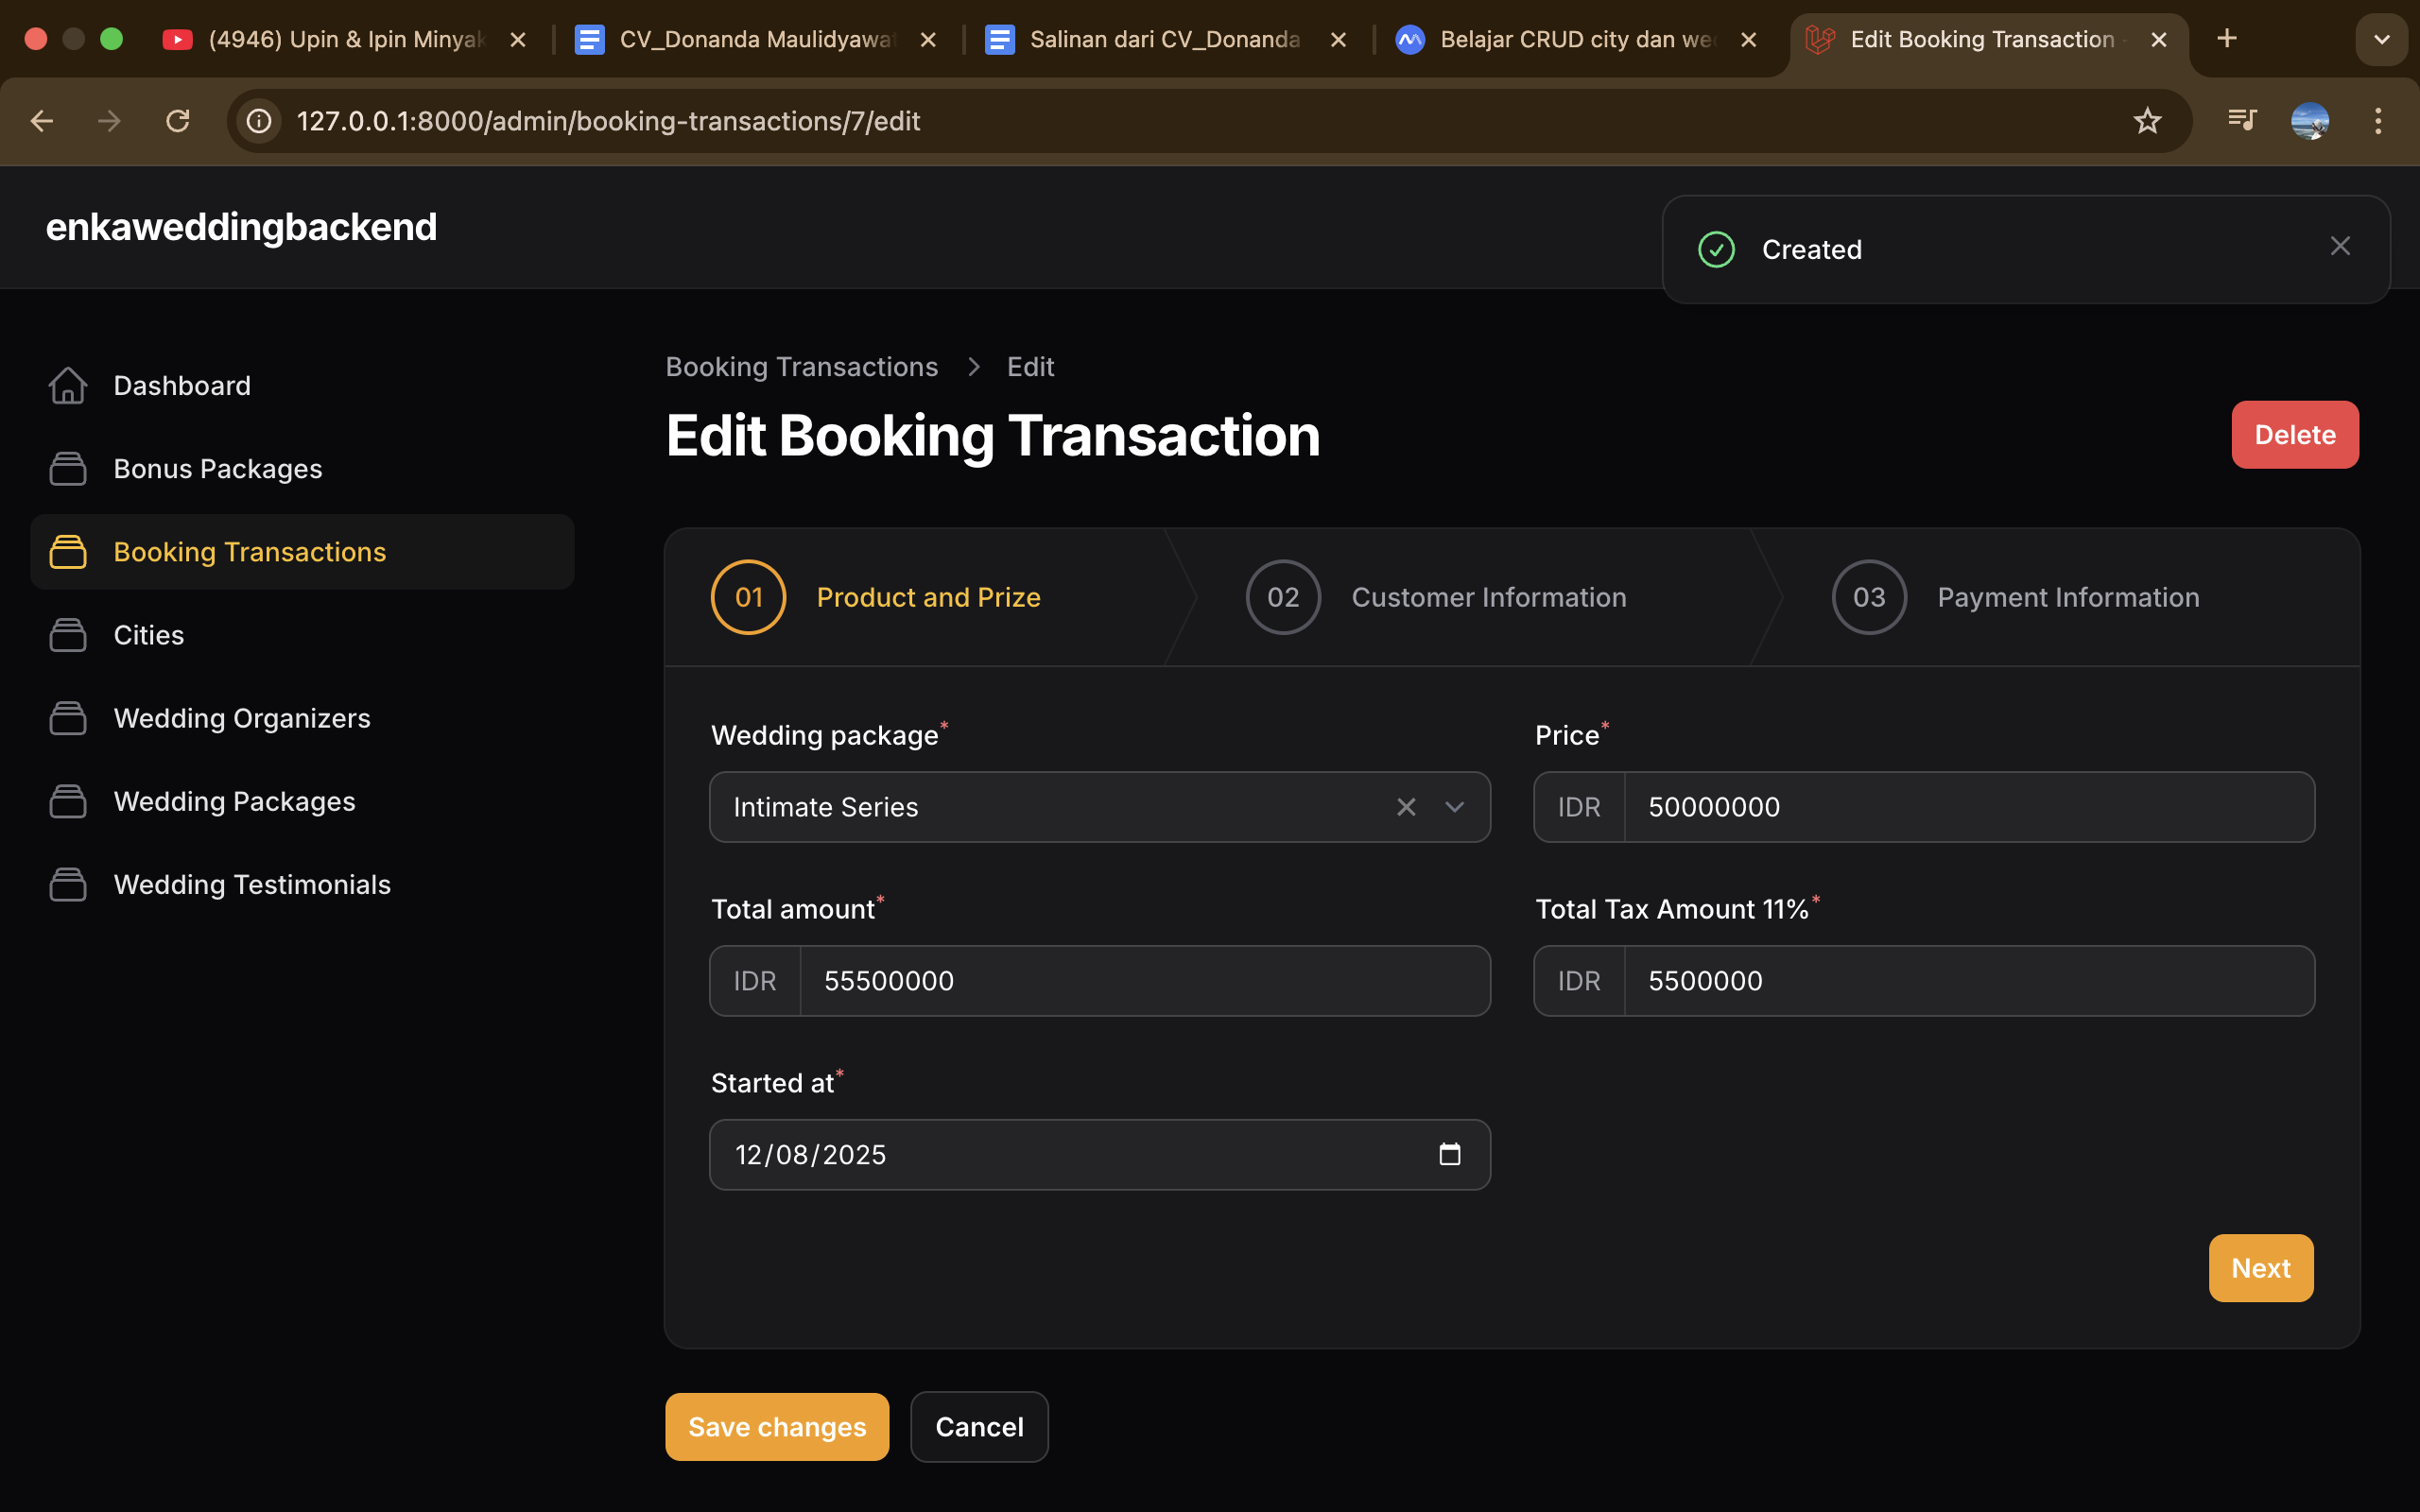 (4946) Upin & Ipin Minyak
CV_Donanda Maulidyawat
Salinan dari CV_Donanda
Belajar CRUD city dan wed
Edit Booking Transaction -
127.0.0.1:8000/admin/booking-transactions/7/edit
enkaweddingbackend
Created
Dashboard
Bonus Packages
Booking Transactions
Cities
Wedding Organizers
Wedding Packages
Wedding Testimonials
Booking Transactions > Edit
Edit Booking Transaction
Delete
01 Product and Prize
02 Customer Information
03 Payment Information
Wedding package*
Intimate Series
Price*
IDR 50000000
Total amount*
IDR 55500000
Total Tax Amount 11%*
IDR 5500000
Started at*
12/08/2025
Next
Save changes
Cancel